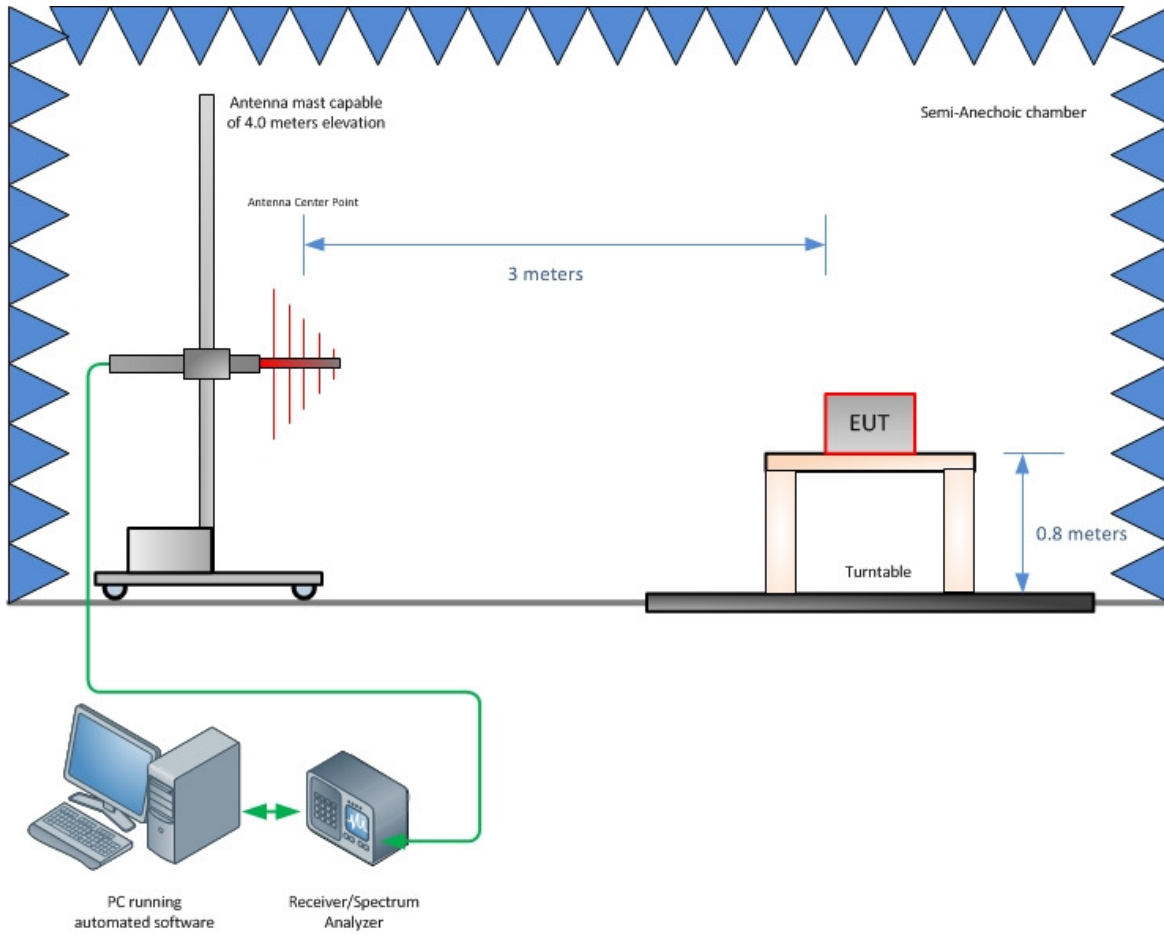 Antenna mast capable
of 4.0 meters elevation
Semi-Anechoic chamber
Antenna Center Point
3 meters
EUT
0.8 meters
Turntable
PC running
automated software
Receiver/Spectrum
Analyzer